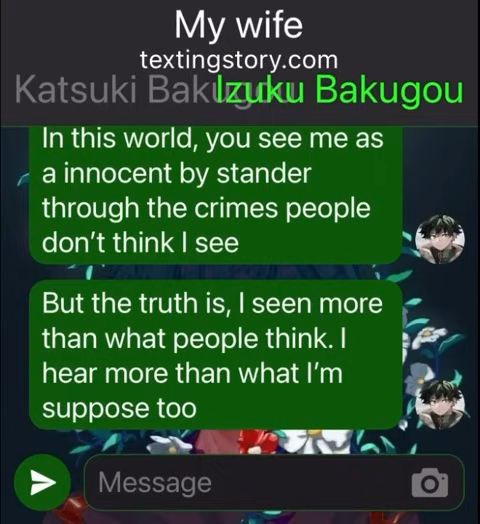 My wife
textingstory.com
Katsuki Bakugou Izuku Bakugou
In this world, you see me as
a innocent by stander
through the crimes people
don't think I see
But the truth is, I seen more
than what people think. I
hear more than what I'm
suppose too
Message